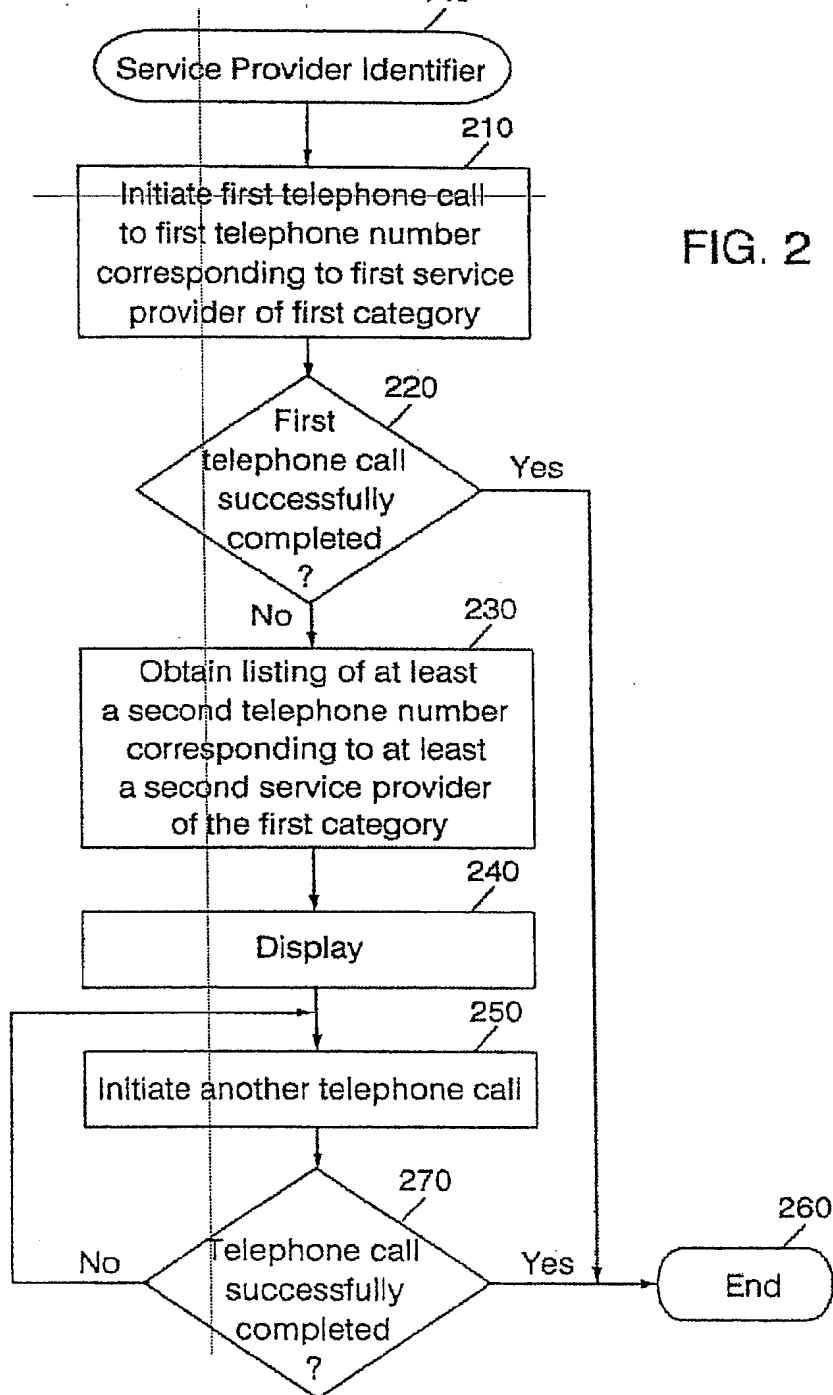 Service Provider Identifier
210
Initiate first telephone call
to first telephone number
corresponding to first service
provider of first category
FIG. 2
220
First
telephone call
successfully
completed
?
Yes
No
230
Obtain listing of at least
a second telephone number
corresponding to at least
a second service provider
of the first category
240
Display
250
Initiate another telephone call
270
Telephone call
successfully
completed
?
No
Yes
260
End